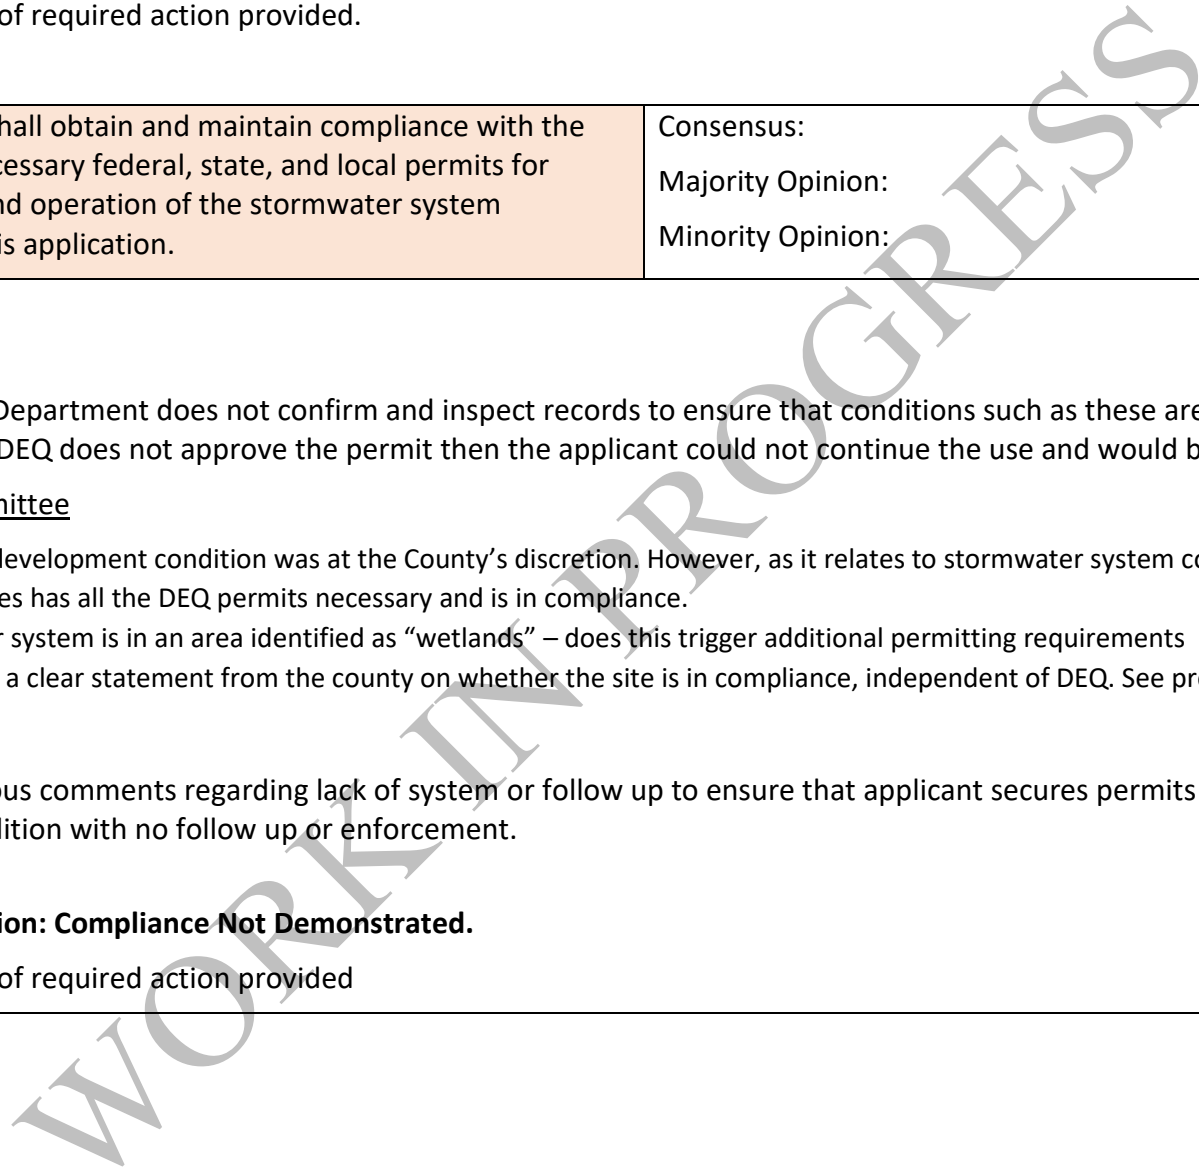 of required action provided.
hall obtain and maintain compliance with the
cessary federal, state, and local permits for
nd operation of the stormwater system
is application.
Consensus:
Majority Opinion:
Minority Opinion:
Department does not confirm and inspect records to ensure that conditions such as these are
DEQ does not approve the permit then the applicant could not continue the use and would b
mittee
development condition was at the County’s discretion. However, as it relates to stormwater system co
es has all the DEQ permits necessary and is in compliance.
r system is in an area identified as “wetlands” – does this trigger additional permitting requirements
a clear statement from the county on whether the site is in compliance, independent of DEQ. See pre
ous comments regarding lack of system or follow up to ensure that applicant secures permits
dition with no follow up or enforcement.
ion: Compliance Not Demonstrated.
of required action provided
WORK IN PROGRESS